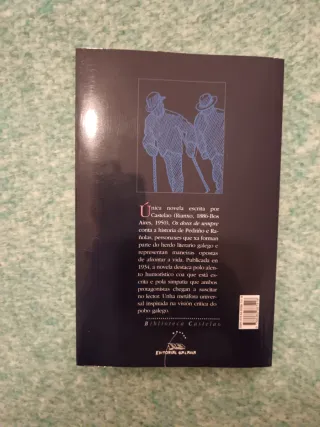 Única novela escrita por
Castelao (Rianxo, 1886-Bos
Aires, 1950), Os dous de sempre
conta a historia de Pedriño e Ra-
ñolas, personaxes que xa forman
parte do herdo literario galego e
representan maneiras opostas
de afrontar a vida. Publicada en
1934, a novela destaca polo alento
humorístico con que está es-
crita e pola simpatía que ambos
protagonistas chegan a suscitar
no lector. Unha metáfora univer-
sal inspirada na visión crítica do
pobo galego.
Biblioteca Castelao
EDITORIAL GALAXIA